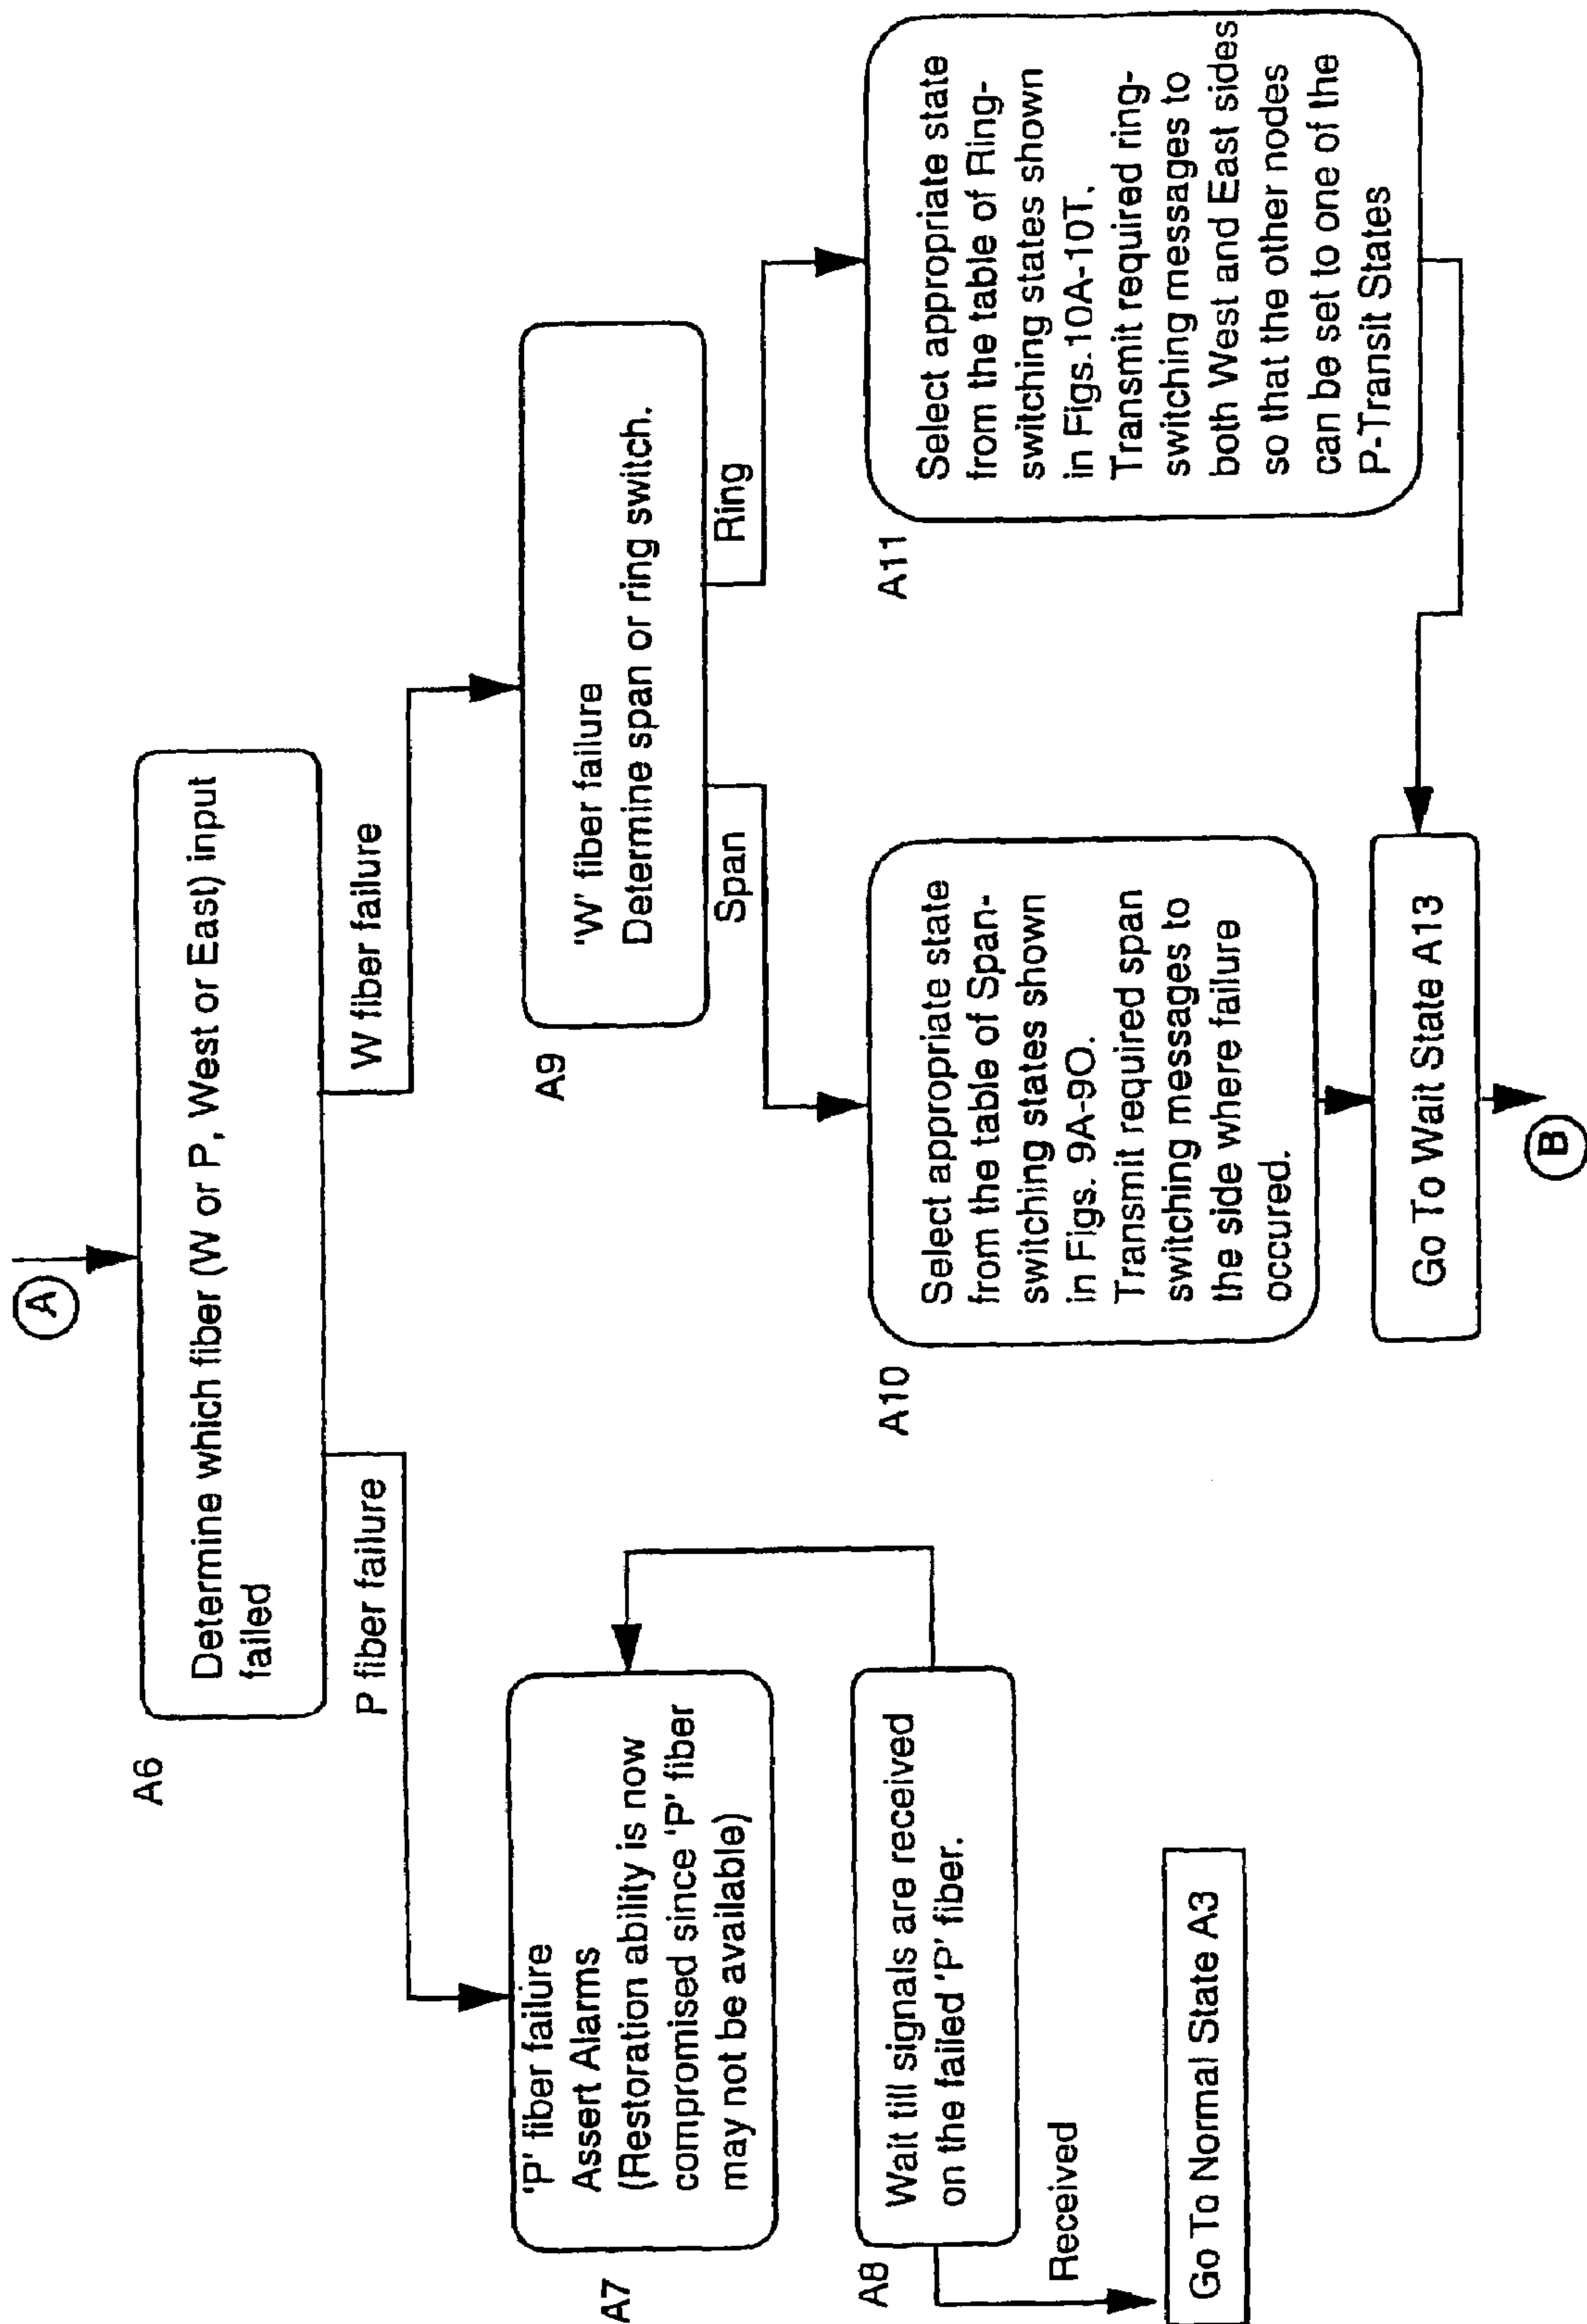 A
A6
Determine which fiber (W or P, West or East) input
failed
P fiber failure
W fiber failure
A7
'P' fiber failure
Assert Alarms
(Restoration ability is now
compromised since 'P' fiber
may not be available)
A8
Wait till signals are received
on the failed 'P' fiber.
Received
Go To Normal State A3
A9
'W' fiber failure
Determine span or ring switch.
Span
Ring
A10
Select appropriate state
from the table of Span-
switching states shown
in Figs. 9A-9O.
Transmit required span
switching messages to
the side where failure
occured.
A11
Select appropriate state
from the table of Ring-
switching states shown
in Figs.10A-10T.
Transmit required ring-
switching messages to
both West and East sides
so that the other nodes
can be set to one of the
P-Transit States
Go To Wait State A13
B